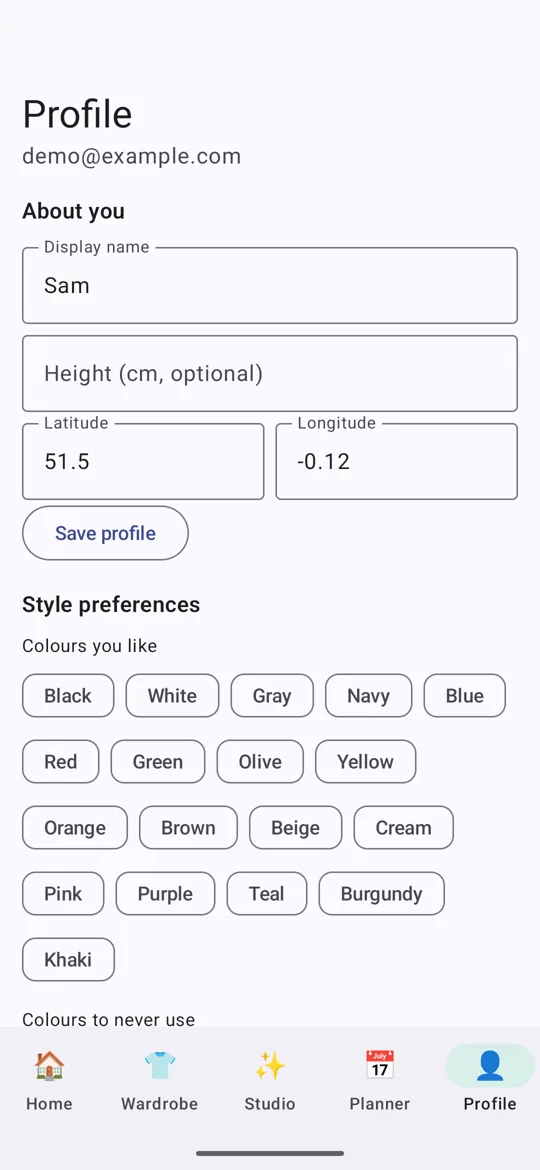 Profile
demo@example.com
About you
Display name
Sam
Height (cm, optional)
Latitude Longitude
51.5 -0.12
Save profile
Style preferences
Colours you like
Black White Gray Navy Blue
Red Green Olive Yellow
Orange Brown Beige Cream
Pink Purple Teal Burgundy
Khaki
Colours to never use
July
17
Home Wardrobe Studio Planner Profile